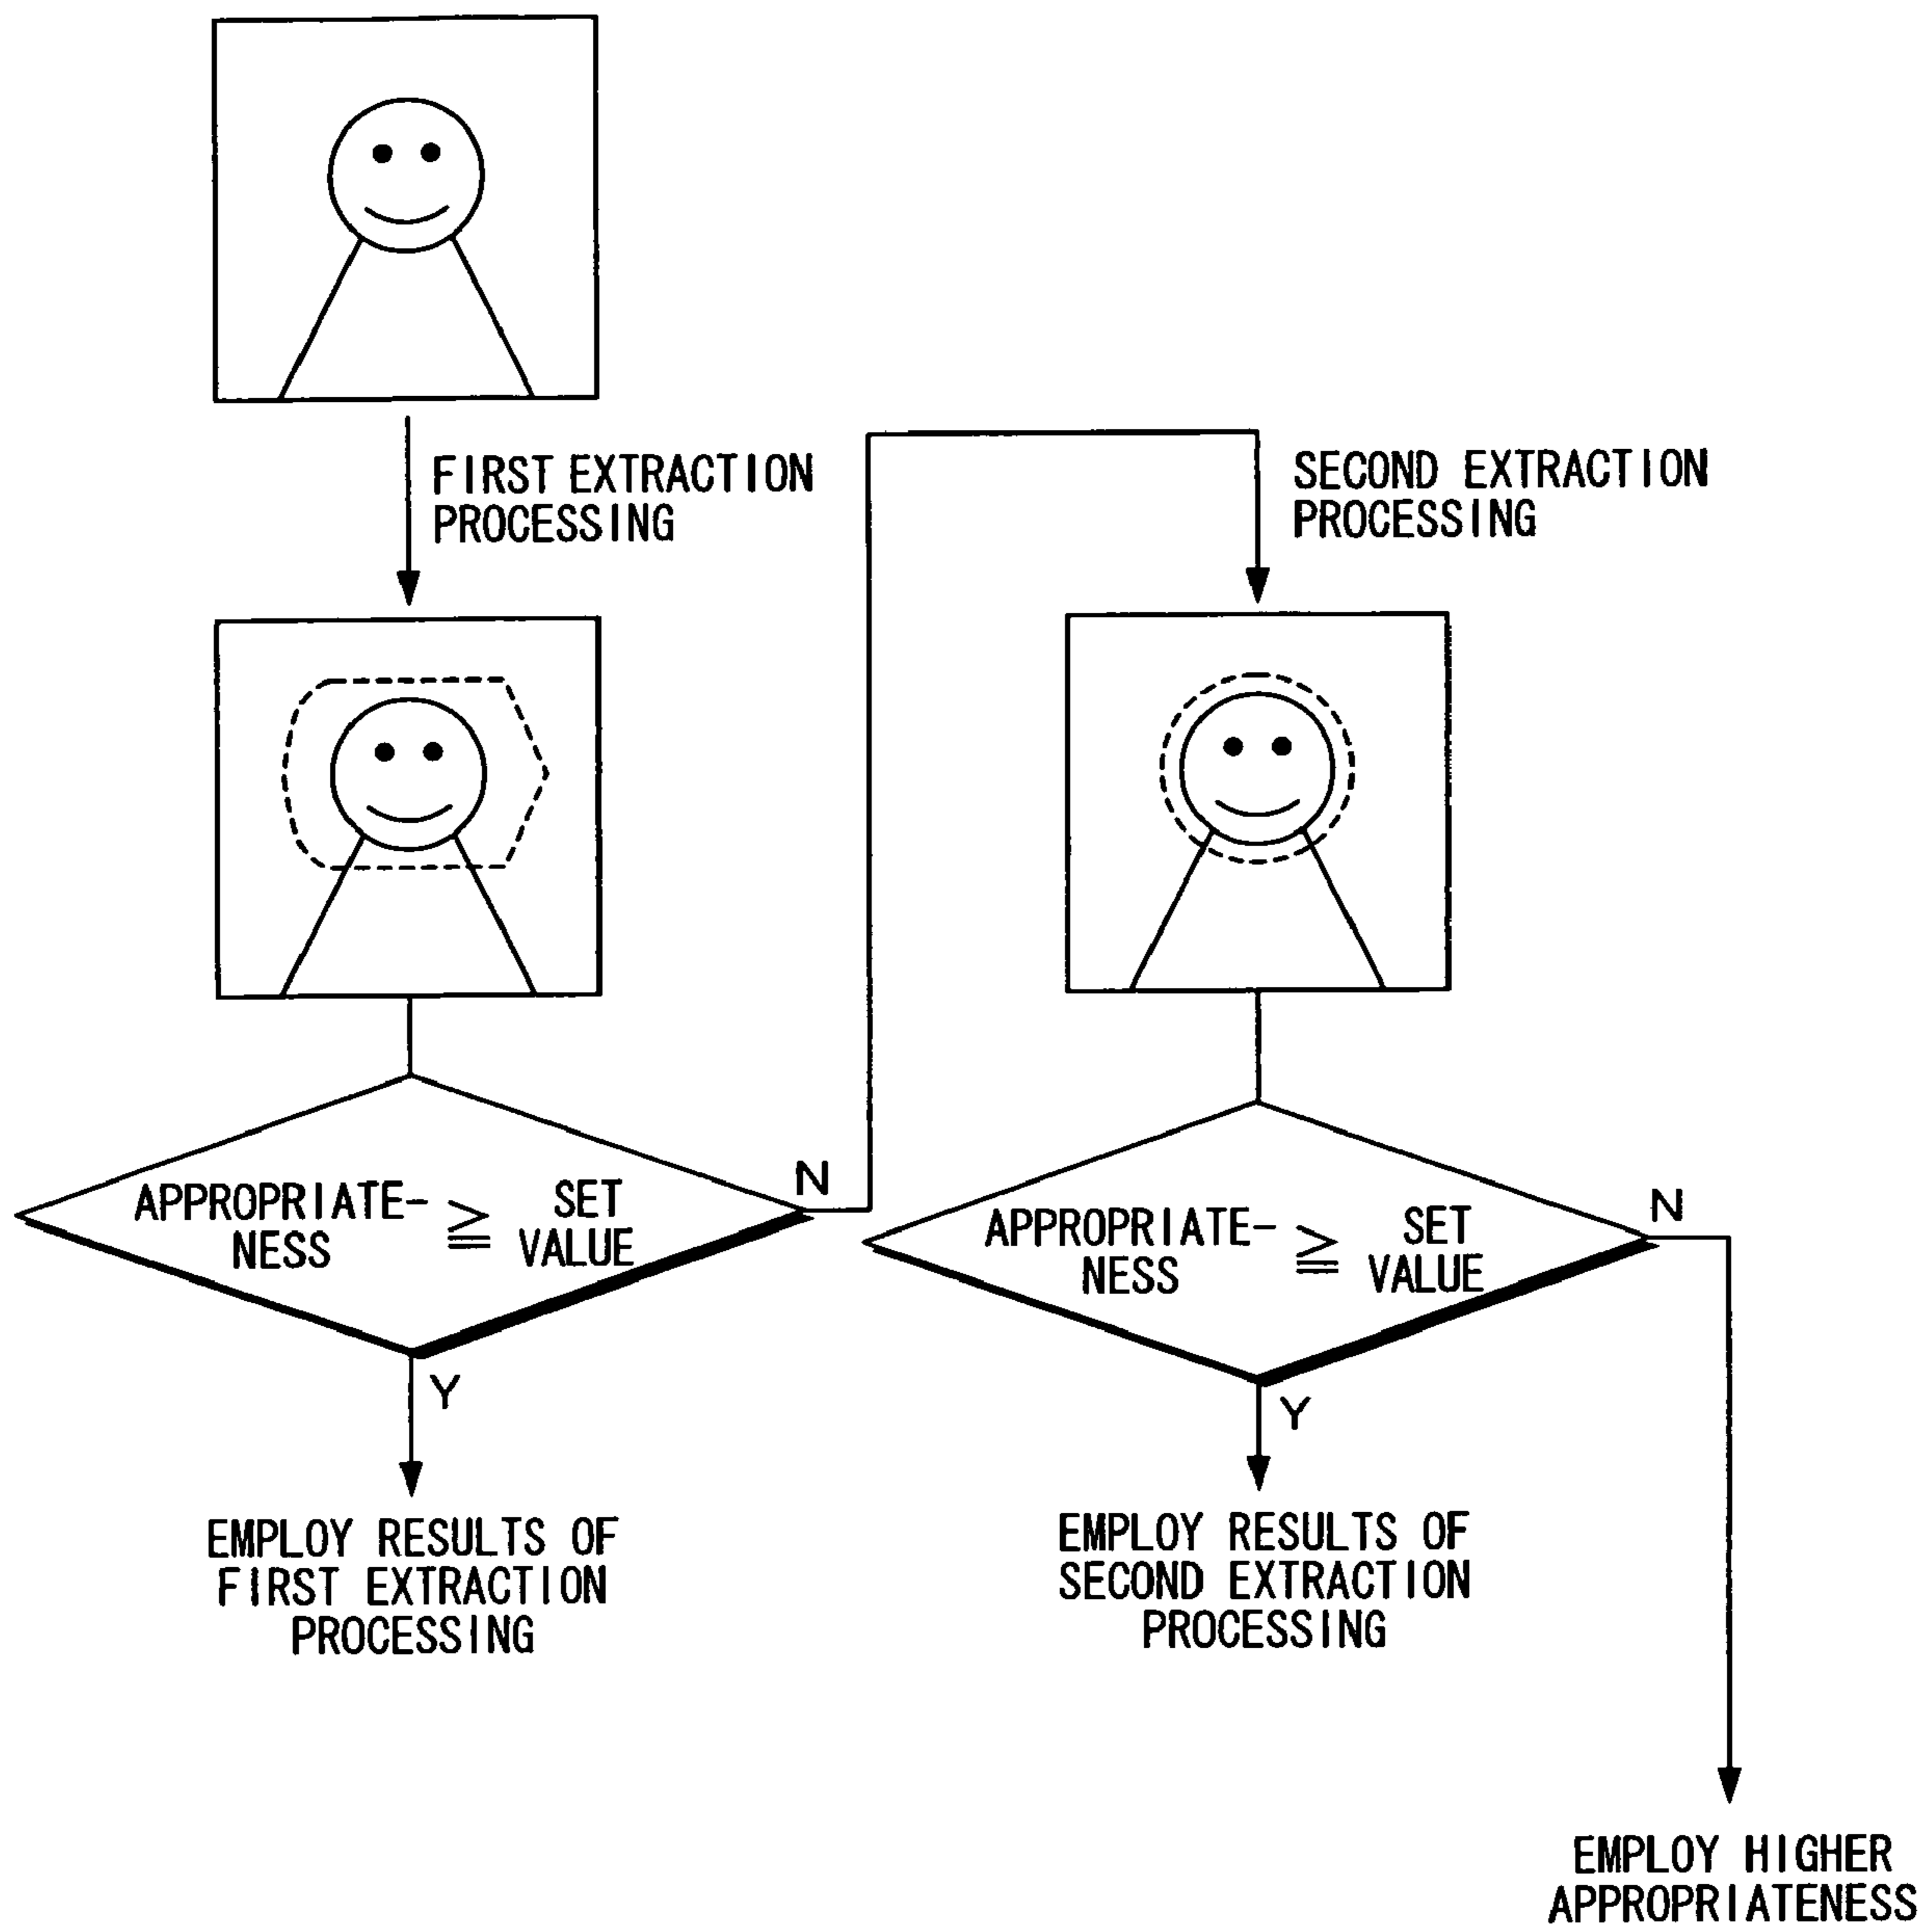 FIRST EXTRACTION
PROCESSING
SECOND EXTRACTION
PROCESSING
APPROPRIATE-
NESS
≧
SET
VALUE
N
Y
APPROPRIATE-
NESS
≧
SET
VALUE
N
Y
EMPLOY RESULTS OF
FIRST EXTRACTION
PROCESSING
EMPLOY RESULTS OF
SECOND EXTRACTION
PROCESSING
EMPLOY HIGHER
APPROPRIATENESS